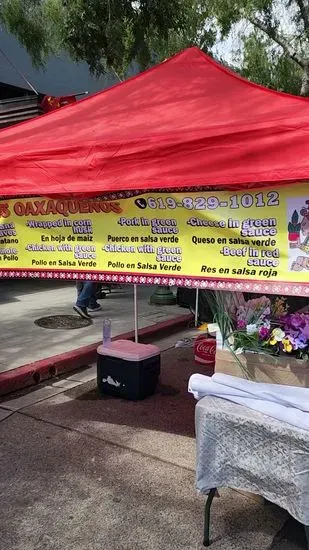 OAXAQUEÑOS
619-829-1012
-Wrapped in corn
husk
En hoja de maiz
-Chicken with green
sauce
Pollo en Salsa Verde
-Pork in green
sauce
Puerco en salsa verde
-Chicken with green
sauce
Pollo en Salsa Verde
-Cheese in green
sauce
Queso en salsa verde
-Beef in red
sauce
Res en salsa roja
Coca-Cola